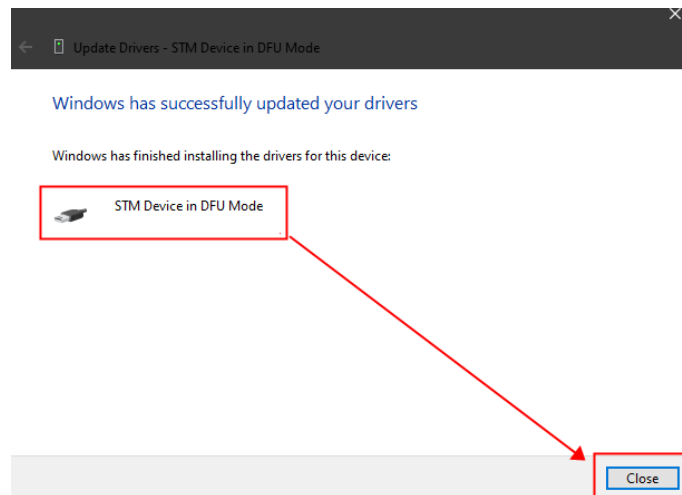 Update Drivers - STM Device in DFU Mode
Windows has successfully updated your drivers
Windows has finished installing the drivers for this device:
STM Device in DFU Mode
Close